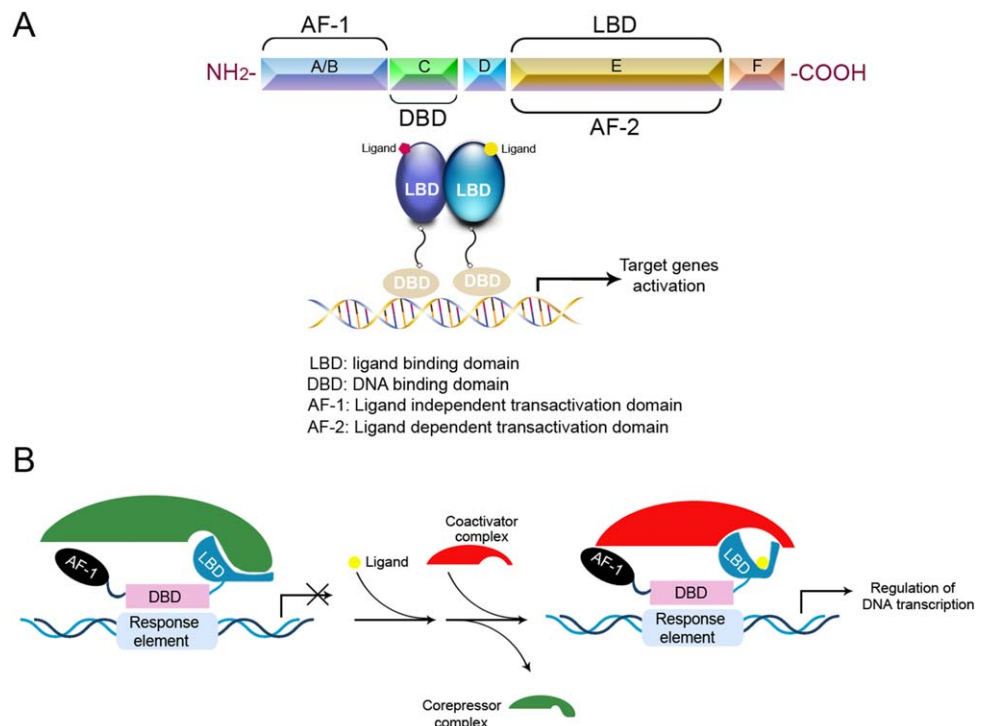 A
AF-1
LBD
NH2-
A/B
C
D
E
F
-COOH
DBD
AF-2
Ligand
Ligand
LBD
LBD
DBD
DBD
Target genes
activation
LBD: ligand binding domain
DBD: DNA binding domain
AF-1: Ligand independent transactivation domain
AF-2: Ligand dependent transactivation domain
B
AF-1
LBD
DBD
Response
element
Ligand
Coactivator
complex
Corepressor
complex
AF-1
LBD
DBD
Response
element
Regulation of
DNA transcription